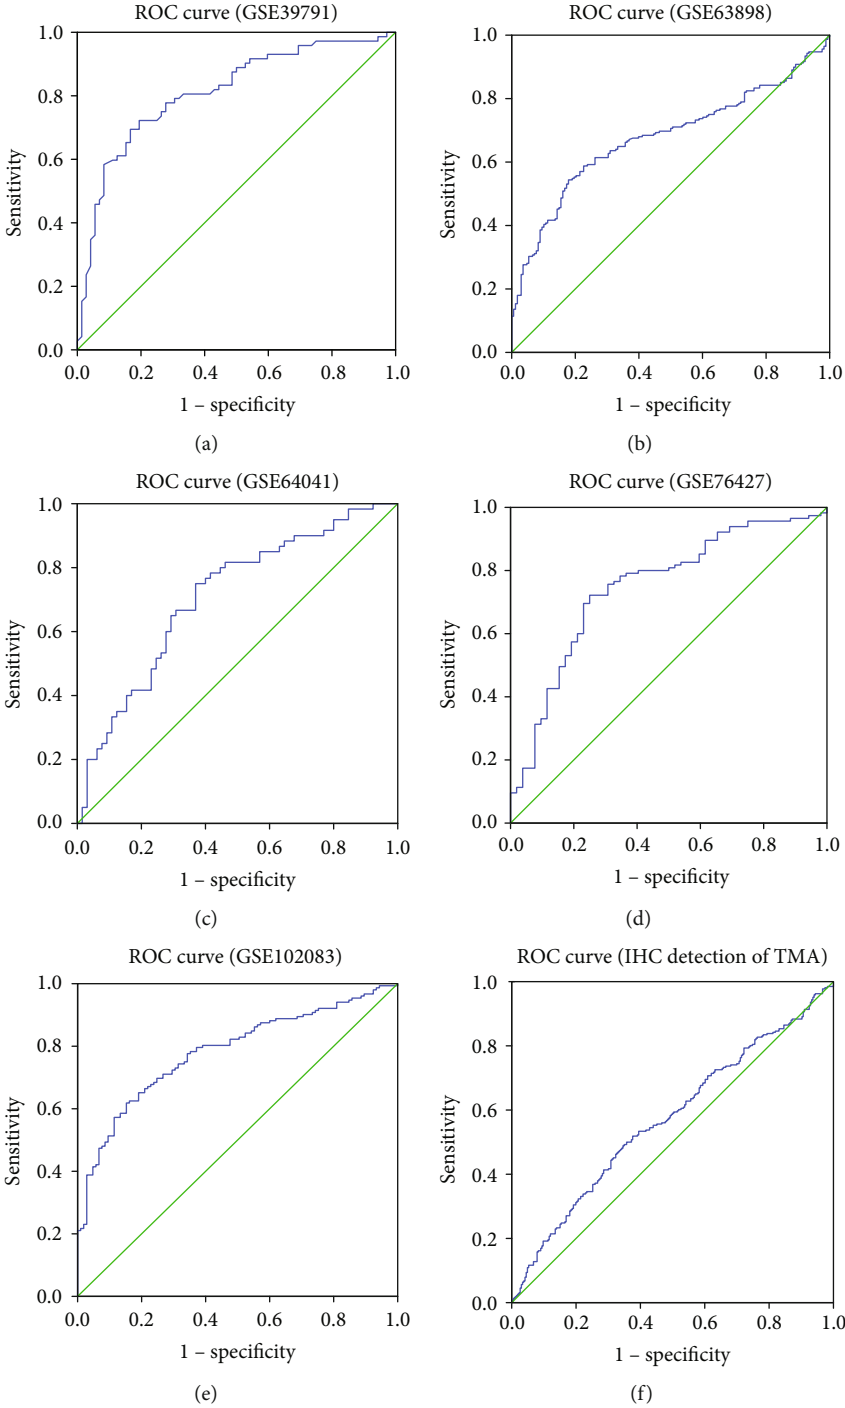 ROC curve (GSE39791)
1.0
0.8
0.6
0.4
0.2
0.0
Sensitivity
0.0 0.2 0.4 0.6 0.8 1.0
1 – specificity
(a)
ROC curve (GSE63898)
1.0
0.8
0.6
0.4
0.2
0.0
Sensitivity
0.0 0.2 0.4 0.6 0.8 1.0
1 – specificity
(b)
ROC curve (GSE64041)
1.0
0.8
0.6
0.4
0.2
0.0
Sensitivity
0.0 0.2 0.4 0.6 0.8 1.0
1 – specificity
(c)
ROC curve (GSE76427)
1.0
0.8
0.6
0.4
0.2
0.0
Sensitivity
0.0 0.2 0.4 0.6 0.8 1.0
1 – specificity
(d)
ROC curve (GSE102083)
1.0
0.8
0.6
0.4
0.2
0.0
Sensitivity
0.0 0.2 0.4 0.6 0.8 1.0
1 – specificity
(e)
ROC curve (IHC detection of TMA)
1.0
0.8
0.6
0.4
0.2
0.0
Sensitivity
0.0 0.2 0.4 0.6 0.8 1.0
1 – specificity
(f)